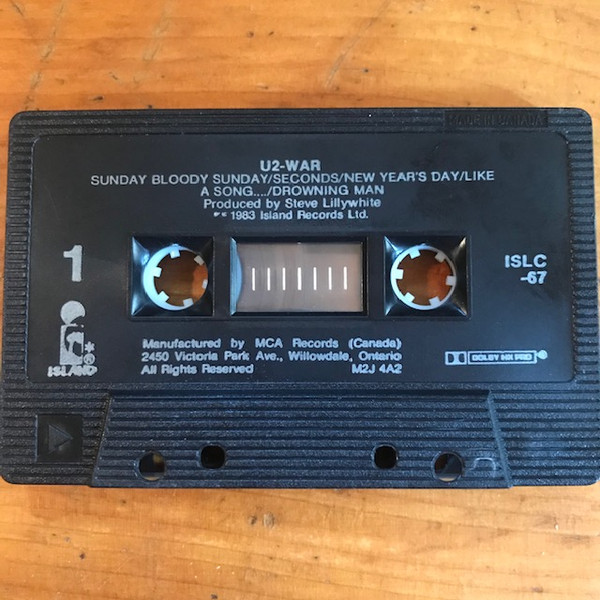 MADE IN CANADA
U2-WAR
SUNDAY BLOODY SUNDAY/SECONDS/NEW YEAR'S DAY/LIKE
A SONG..../DROWNING MAN
Produced by Steve Lillywhite
1983 Island Records Ltd.
1
ISLC
-67
ISLAND
Manufactured by MCA Records (Canada)
2450 Victoria Park Ave., Willowdale, Ontario
All Rights Reserved M2J 4A2
DOLBY HX PRO